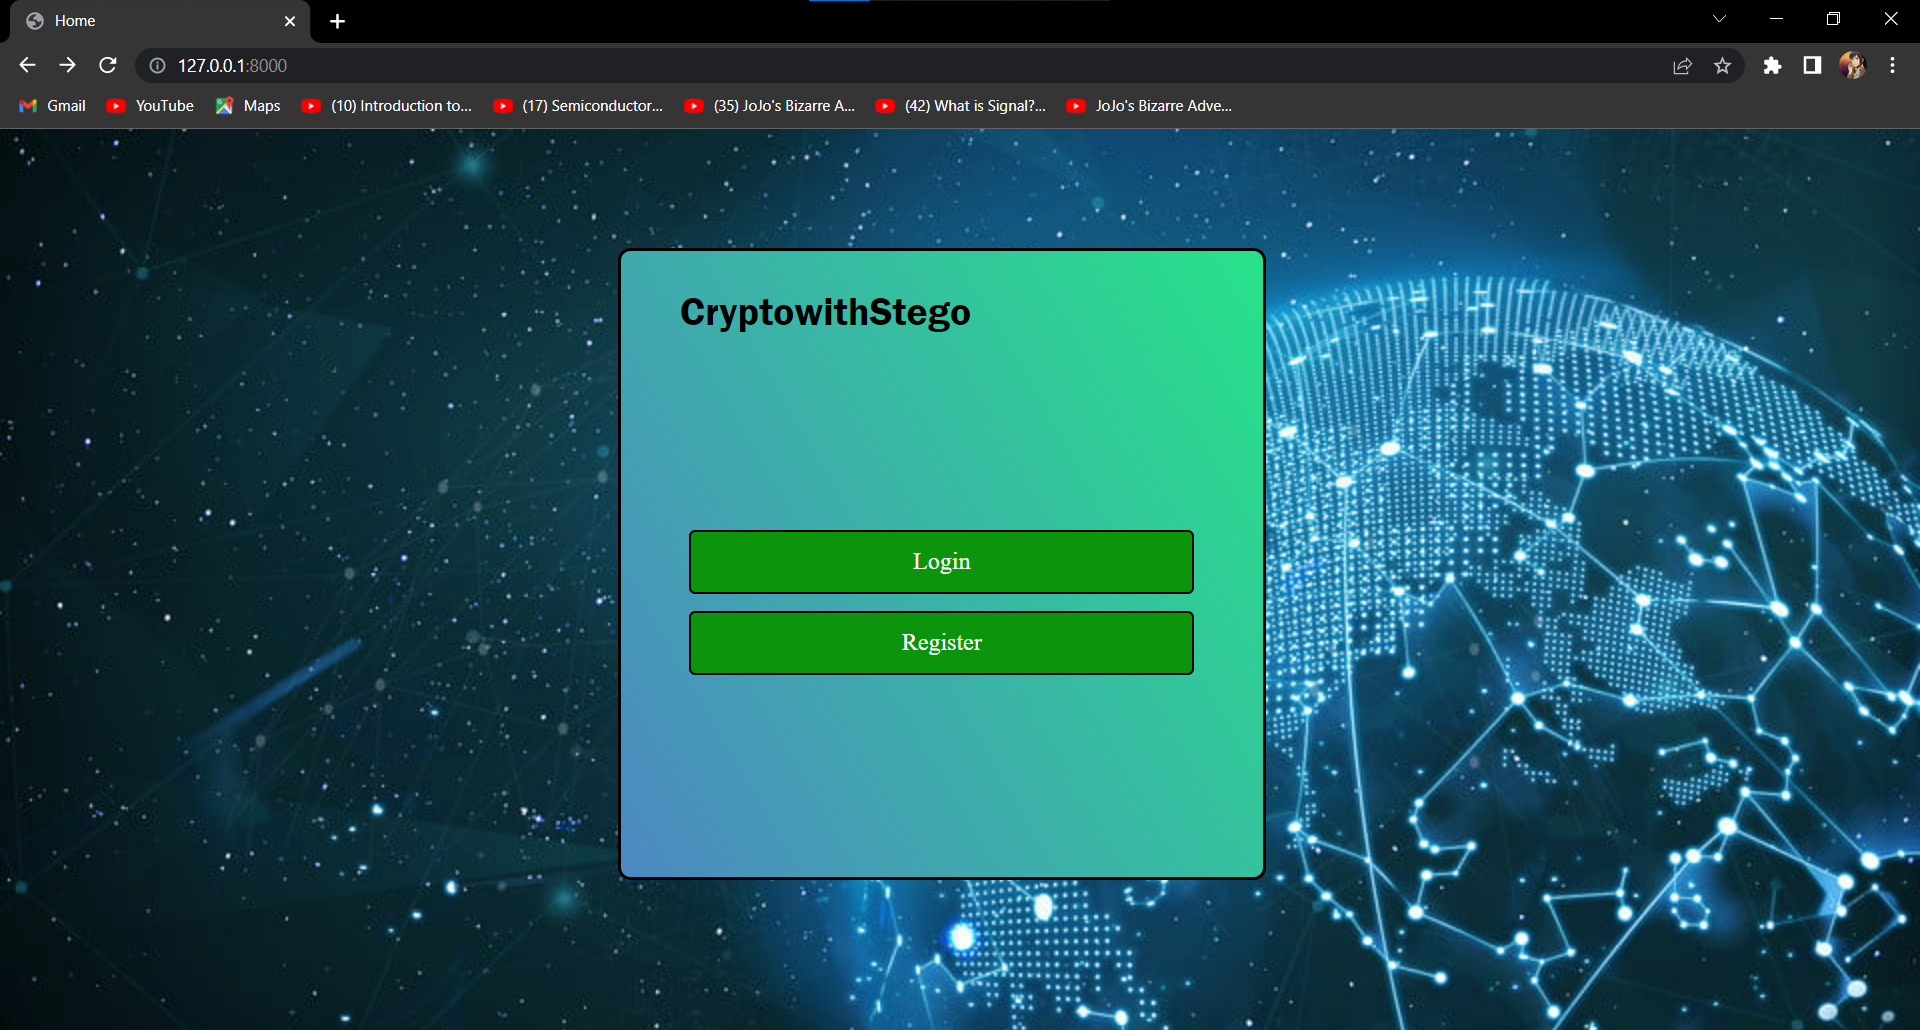 Home
127.0.0.1:8000
Gmail YouTube Maps (10) Introduction to... (17) Semiconductor... (35) JoJo's Bizarre A... (42) What is Signal?... JoJo's Bizarre Adve...
CryptowithStego
Login
Register